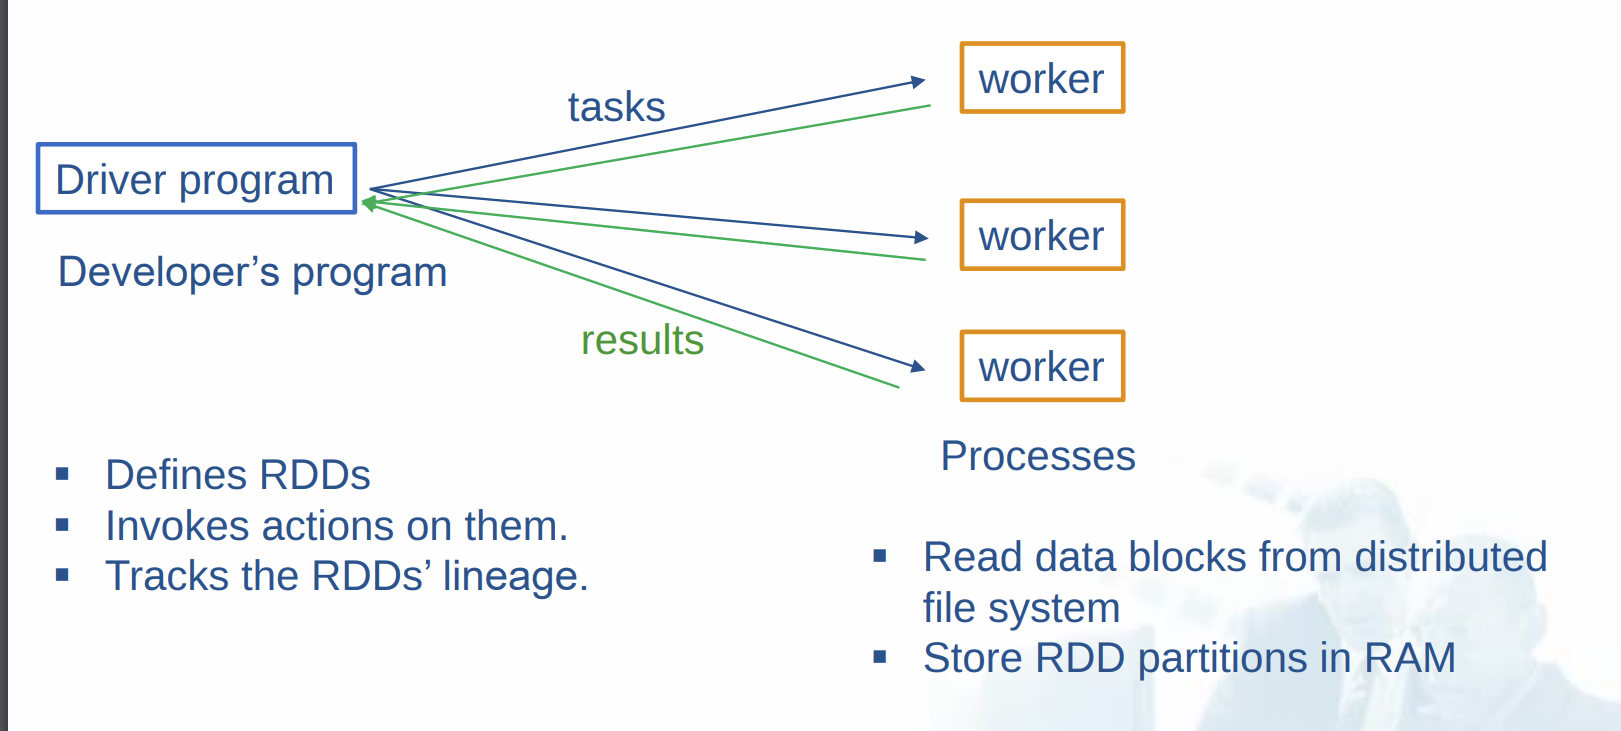 tasks
worker
Driver program
worker
Developer’s program
results
worker
Processes
▪ Defines RDDs
▪ Invokes actions on them.
▪ Tracks the RDDs’ lineage.
▪ Read data blocks from distributed
file system
▪ Store RDD partitions in RAM